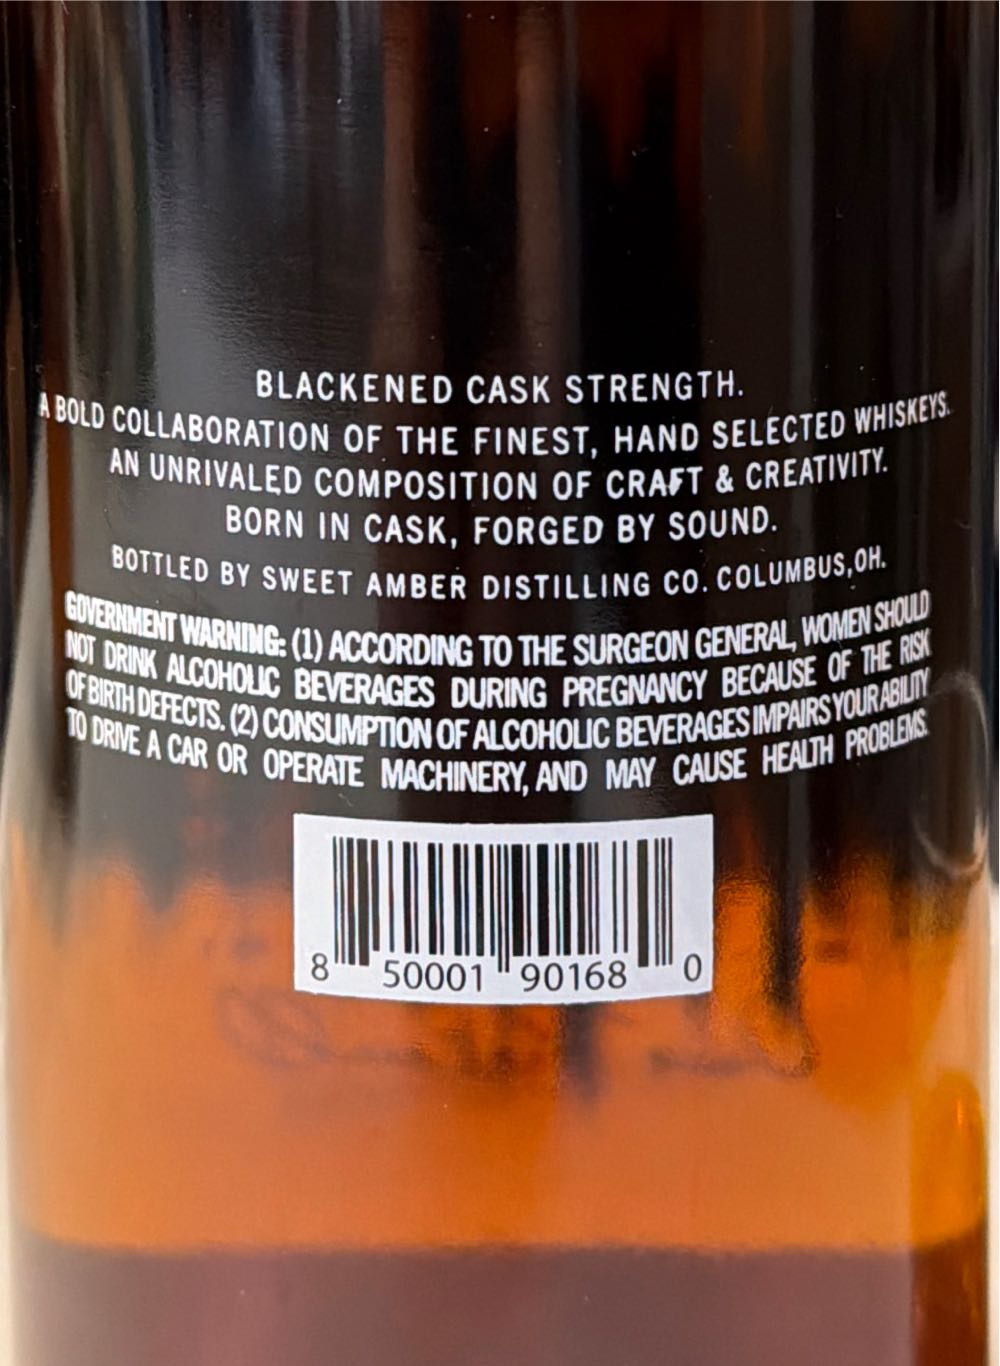 BLACKENED CASK STRENGTH.
A BOLD COLLABORATION OF THE FINEST, HAND SELECTED WHISKEYS.
AN UNRIVALED COMPOSITION OF CRAFT & CREATIVITY.
BORN IN CASK, FORGED BY SOUND.
BOTTLED BY SWEET AMBER DISTILLING CO. COLUMBUS, OH.
GOVERNMENT WARNING: (1) ACCORDING TO THE SURGEON GENERAL, WOMEN SHOULD
NOT DRINK ALCOHOLIC BEVERAGES DURING PREGNANCY BECAUSE OF THE RISK
OF BIRTH DEFECTS. (2) CONSUMPTION OF ALCOHOLIC BEVERAGES IMPAIRS YOUR ABILITY
TO DRIVE A CAR OR OPERATE MACHINERY, AND MAY CAUSE HEALTH PROBLEMS.
8 50001 90168 0